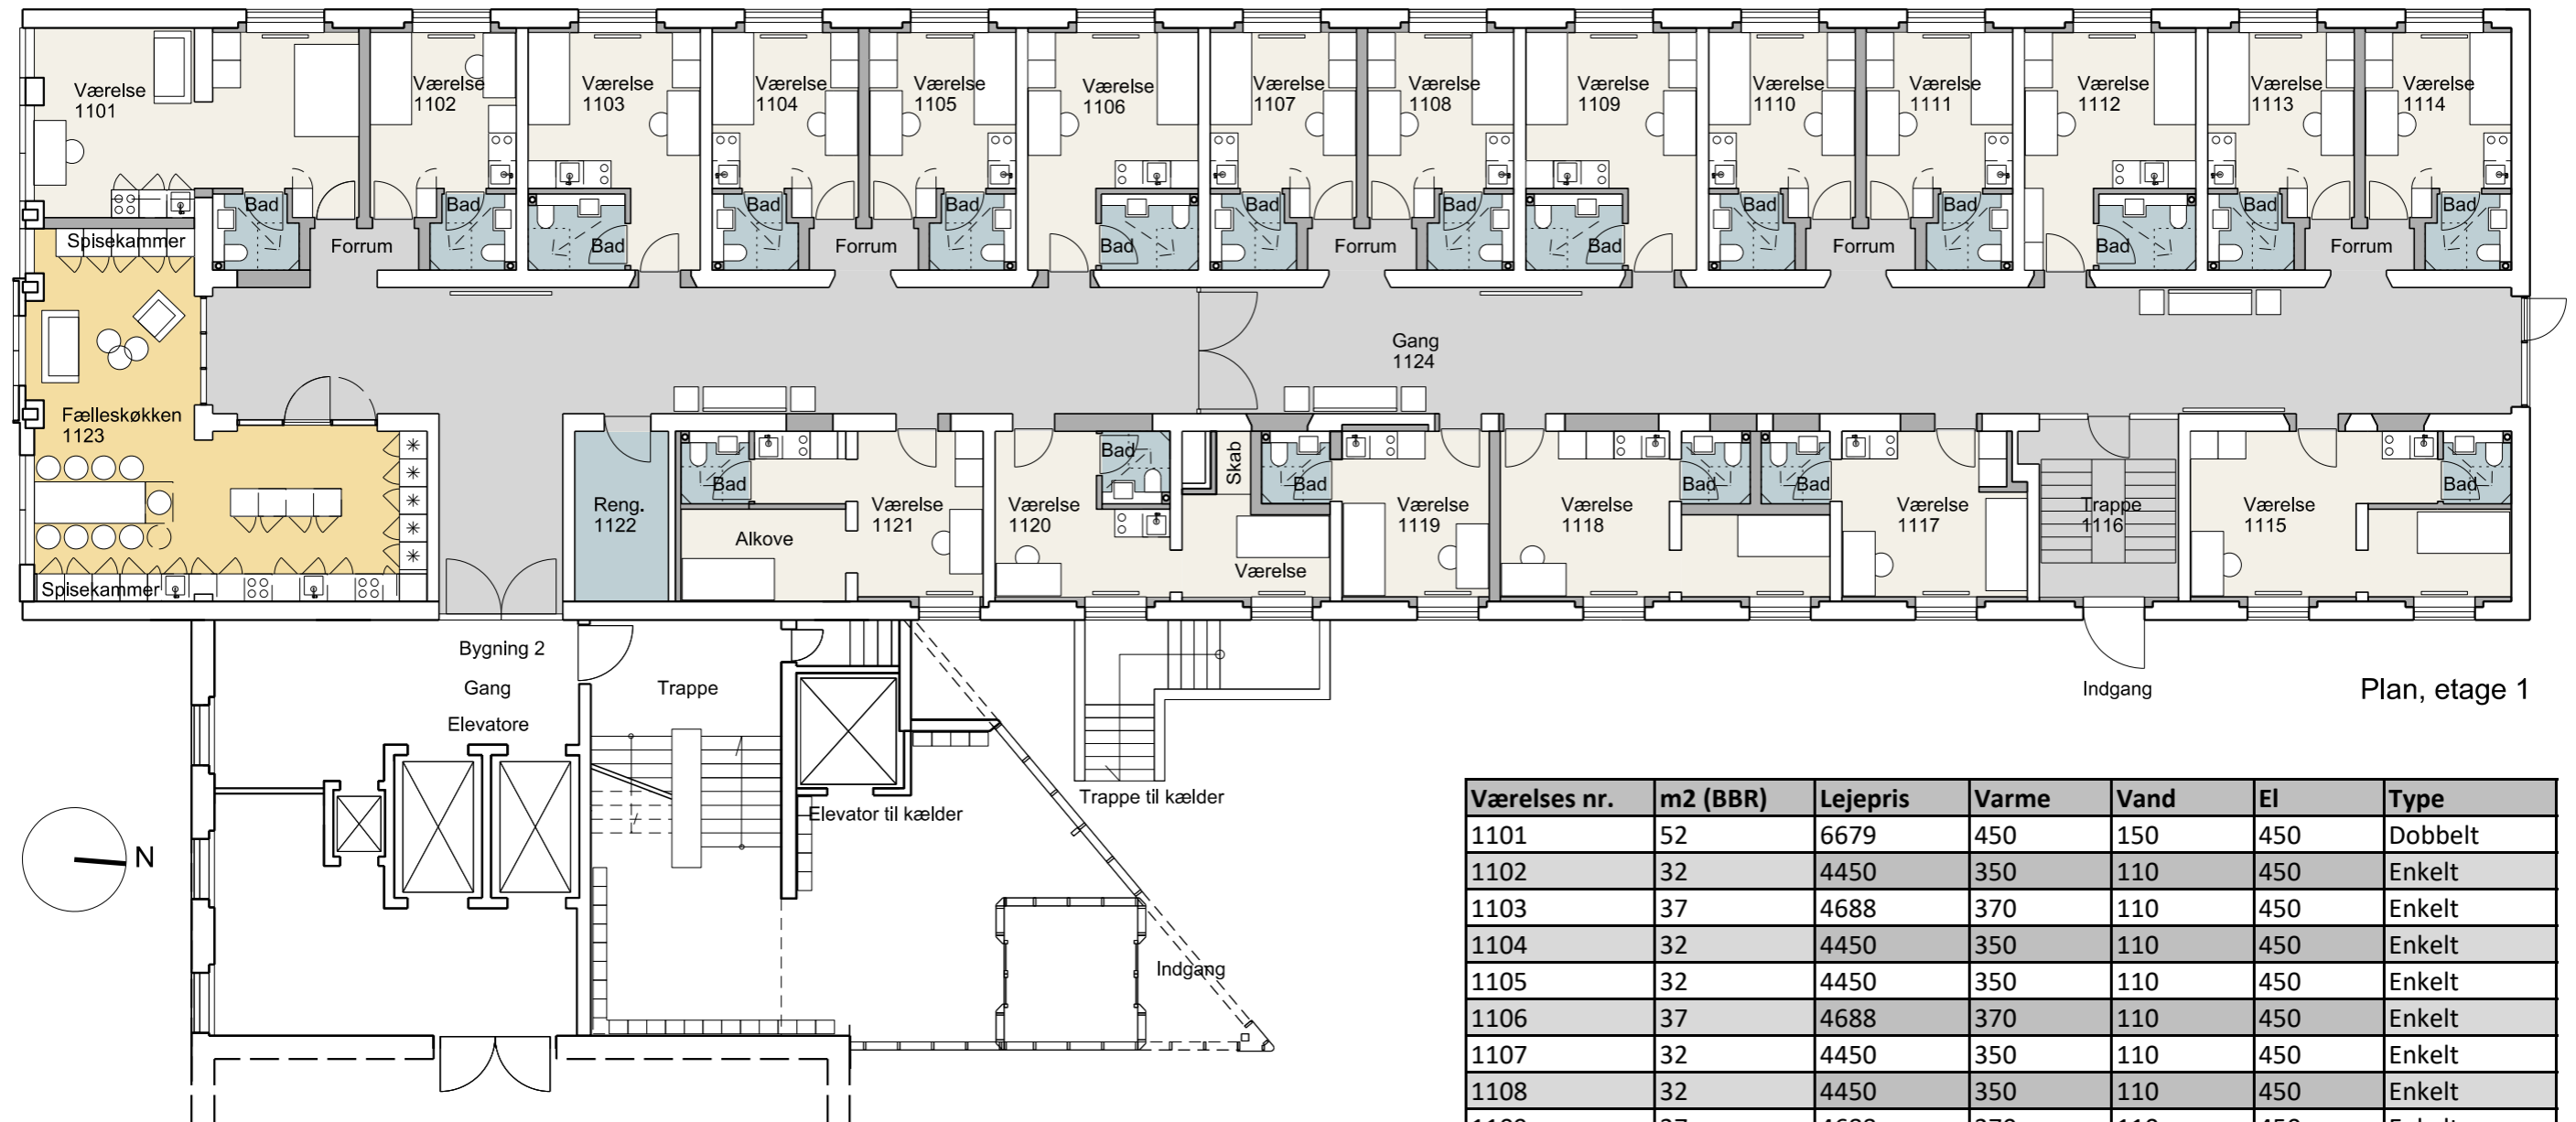 Værelse
1101
Værelse
1102
Værelse
1103
Værelse
1104
Værelse
1105
Værelse
1106
Værelse
1107
Værelse
1108
Værelse
1109
Værelse
1110
Værelse
1111
Værelse
1112
Værelse
1113
Værelse
1114
Bad
Bad
Bad
Bad
Bad
Bad
Bad
Bad
Bad
Bad
Bad
Bad
Bad
Bad
Spisekammer
Forrum
Forrum
Forrum
Forrum
Forrum
Gang
1124
Fælleskøkken
1123
Spisekammer
Reng.
1122
Bad
Alkove
Værelse
1121
Værelse
1120
Bad
Skab
Værelse
Bad
Værelse
1119
Værelse
1118
Bad
Bad
Værelse
1117
Trappe
1116
Værelse
1115
Bad
Bygning 2
Gang
Elevatore
Trappe
Elevator til kælder
Trappe til kælder
Indgang
Indgang
Plan, etage 1
N
Værelses nr. m2 (BBR) Lejepris Varme Vand El Type
1101 52 6679 450 150 450 Dobbelt
1102 32 4450 350 110 450 Enkelt
1103 37 4688 370 110 450 Enkelt
1104 32 4450 350 110 450 Enkelt
1105 32 4450 350 110 450 Enkelt
1106 37 4688 370 110 450 Enkelt
1107 32 4450 350 110 450 Enkelt
1108 32 4450 350 110 450 Enkelt